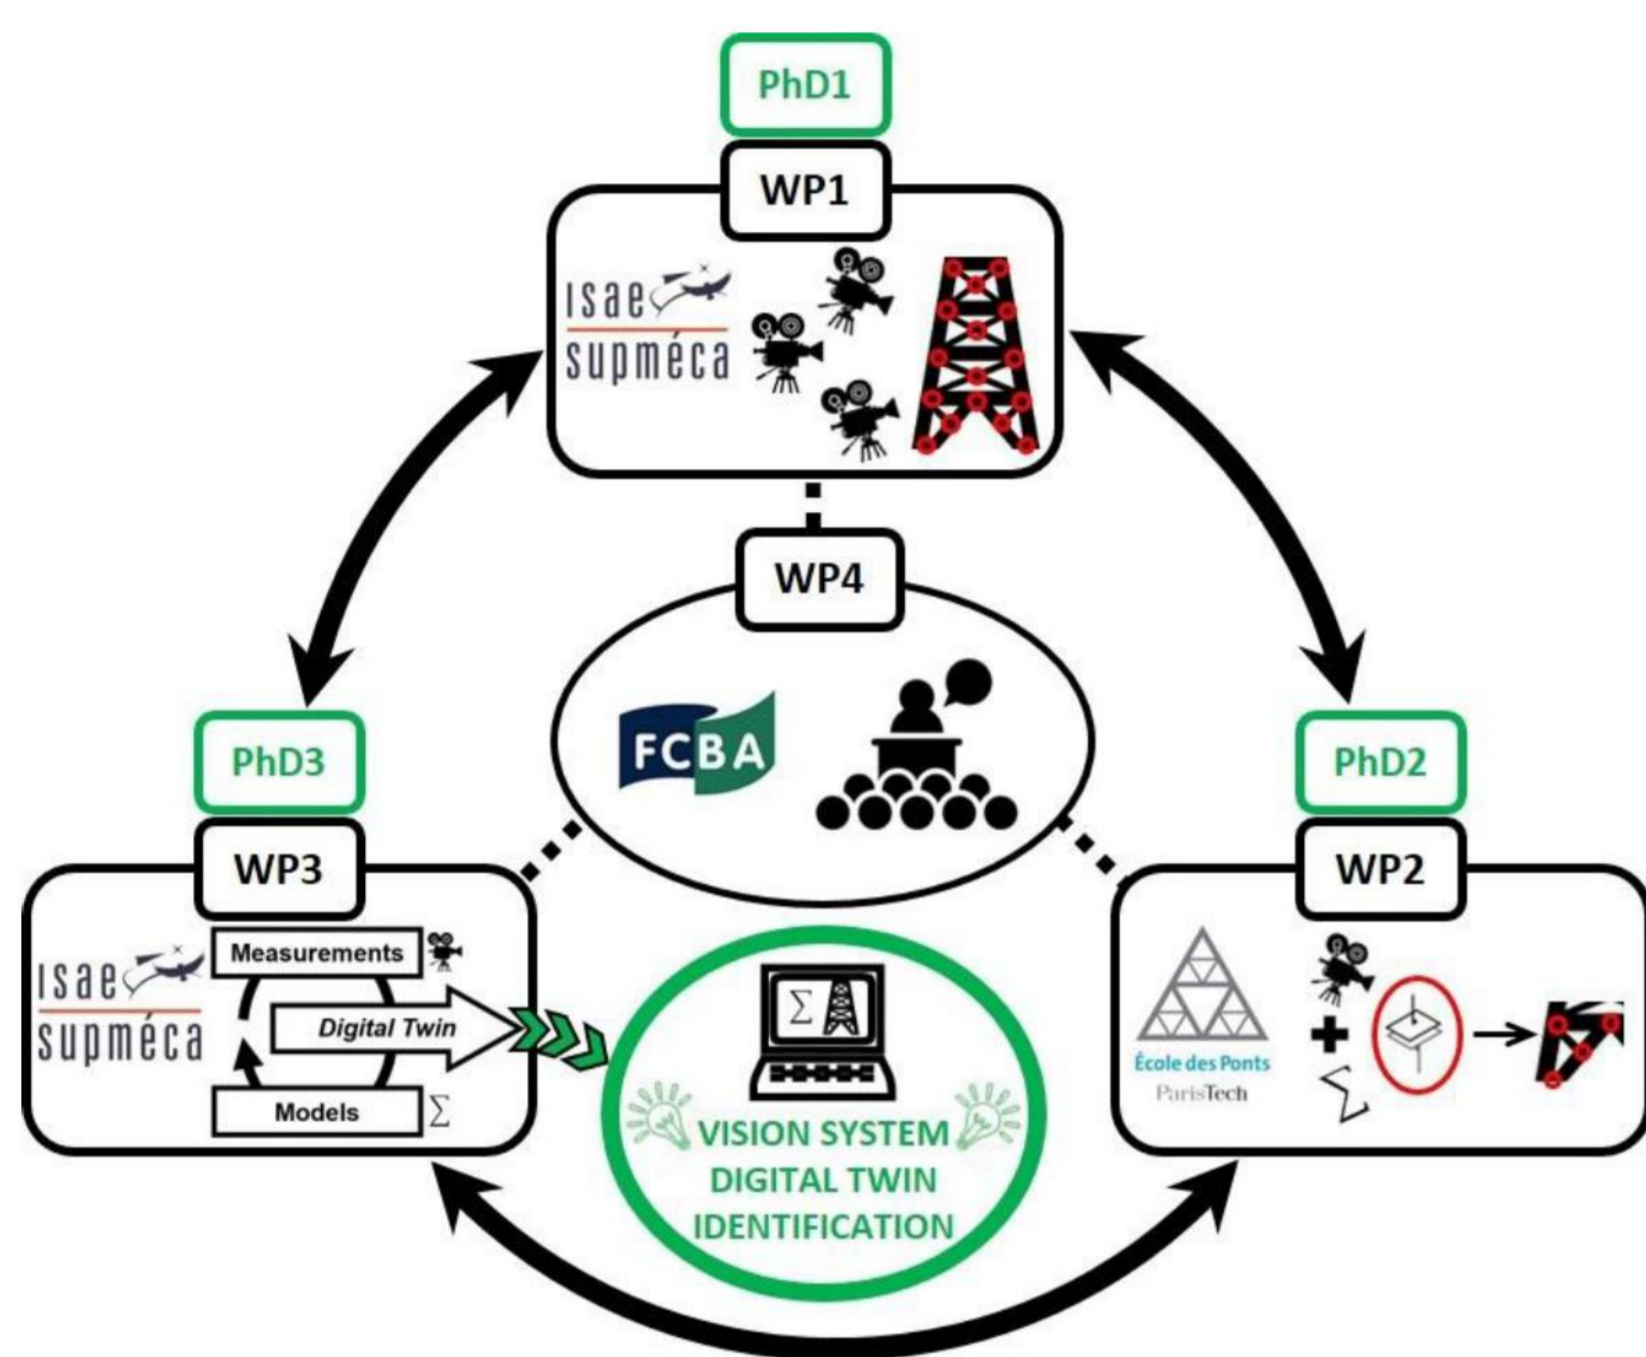 PhD1
WP1
isae
supméca
WP4
FCBA
PhD3
WP3
isae
supméca
Measurements
Digital Twin
Models
∑
PhD2
WP2
École des Ponts
ParisTech
+
∑
∑
VISION SYSTEM
DIGITAL TWIN
IDENTIFICATION